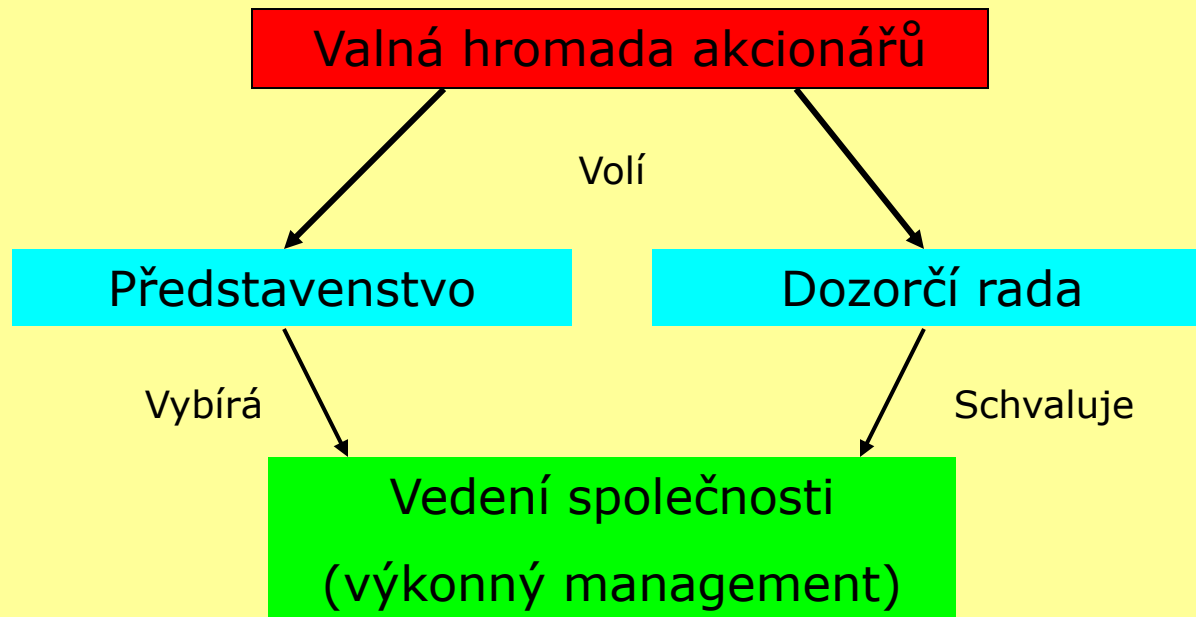 Valná hromada akcionářů
Volí
Představenstvo
Dozorčí rada
Vybírá
Schvaluje
Vedení společnosti
(výkonný management)